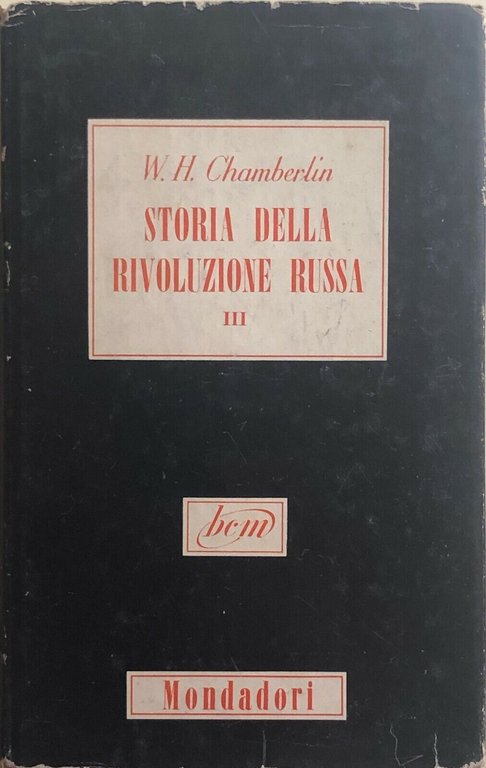 W. H. Chamberlin
STORIA DELLA
RIVOLUZIONE RUSSA
III
bcm
Mondadori